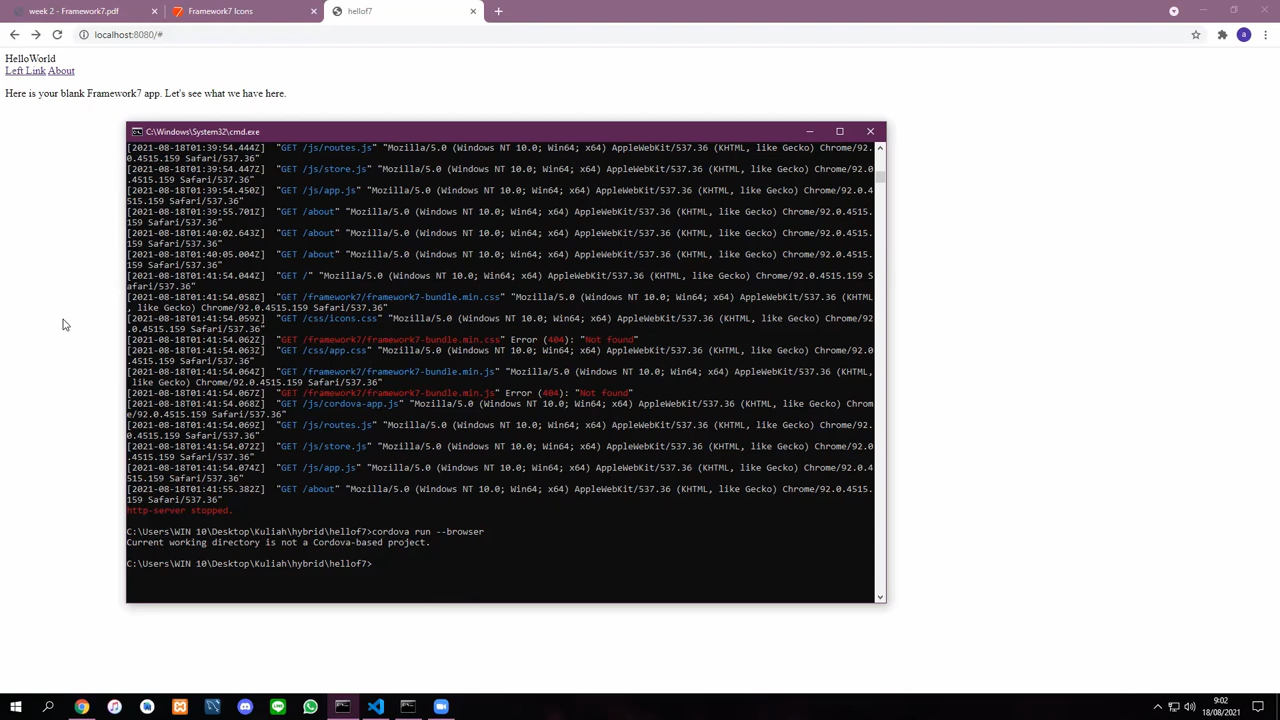 week 2 - Framework7.pdf
Framework7 Icons
hellof7
localhost:8080/#
a
HelloWorld
Left Link About
Here is your blank Framework7 app. Let's see what we have here.
C:\Windows\System32\cmd.exe
[2021-08-18T01:39:54.444Z]  "GET /js/routes.js" "Mozilla/5.0 (Windows NT 10.0; Win64; x64) AppleWebKit/537.36 (KHTML, like Gecko) Chrome/92.
0.4515.159 Safari/537.36"
[2021-08-18T01:39:54.447Z]  "GET /js/store.js" "Mozilla/5.0 (Windows NT 10.0; Win64; x64) AppleWebKit/537.36 (KHTML, like Gecko) Chrome/92.0
.4515.159 Safari/537.36"
[2021-08-18T01:39:54.450Z]  "GET /js/app.js" "Mozilla/5.0 (Windows NT 10.0; Win64; x64) AppleWebKit/537.36 (KHTML, like Gecko) Chrome/92.0.4
515.159 Safari/537.36"
[2021-08-18T01:39:55.701Z]  "GET /about" "Mozilla/5.0 (Windows NT 10.0; Win64; x64) AppleWebKit/537.36 (KHTML, like Gecko) Chrome/92.0.4515.
159 Safari/537.36"
[2021-08-18T01:40:02.643Z]  "GET /about" "Mozilla/5.0 (Windows NT 10.0; Win64; x64) AppleWebKit/537.36 (KHTML, like Gecko) Chrome/92.0.4515.
159 Safari/537.36"
[2021-08-18T01:40:05.004Z]  "GET /about" "Mozilla/5.0 (Windows NT 10.0; Win64; x64) AppleWebKit/537.36 (KHTML, like Gecko) Chrome/92.0.4515.
159 Safari/537.36"
[2021-08-18T01:41:54.044Z]  "GET /" "Mozilla/5.0 (Windows NT 10.0; Win64; x64) AppleWebKit/537.36 (KHTML, like Gecko) Chrome/92.0.4515.159 S
afari/537.36"
[2021-08-18T01:41:54.058Z]  "GET /framework7/framework7-bundle.min.css" "Mozilla/5.0 (Windows NT 10.0; Win64; x64) AppleWebKit/537.36 (KHTML
, like Gecko) Chrome/92.0.4515.159 Safari/537.36"
[2021-08-18T01:41:54.059Z]  "GET /css/icons.css" "Mozilla/5.0 (Windows NT 10.0; Win64; x64) AppleWebKit/537.36 (KHTML, like Gecko) Chrome/92
.0.4515.159 Safari/537.36"
[2021-08-18T01:41:54.062Z]  "GET /framework7/framework7-bundle.min.css" Error (404): "Not found"
[2021-08-18T01:41:54.063Z]  "GET /css/app.css" "Mozilla/5.0 (Windows NT 10.0; Win64; x64) AppleWebKit/537.36 (KHTML, like Gecko) Chrome/92.0
.4515.159 Safari/537.36"
[2021-08-18T01:41:54.064Z]  "GET /framework7/framework7-bundle.min.js" "Mozilla/5.0 (Windows NT 10.0; Win64; x64) AppleWebKit/537.36 (KHTML,
 like Gecko) Chrome/92.0.4515.159 Safari/537.36"
[2021-08-18T01:41:54.067Z]  "GET /framework7/framework7-bundle.min.js" Error (404): "Not found"
[2021-08-18T01:41:54.067Z]  "GET /js/cordova-app.js" "Mozilla/5.0 (Windows NT 10.0; Win64; x64) AppleWebKit/537.36 (KHTML, like Gecko) Chrom
e/92.0.4515.159 Safari/537.36"
[2021-08-18T01:41:54.069Z]  "GET /js/routes.js" "Mozilla/5.0 (Windows NT 10.0; Win64; x64) AppleWebKit/537.36 (KHTML, like Gecko) Chrome/92.
0.4515.159 Safari/537.36"
[2021-08-18T01:41:54.072Z]  "GET /js/store.js" "Mozilla/5.0 (Windows NT 10.0; Win64; x64) AppleWebKit/537.36 (KHTML, like Gecko) Chrome/92.0
.4515.159 Safari/537.36"
[2021-08-18T01:41:54.074Z]  "GET /js/app.js" "Mozilla/5.0 (Windows NT 10.0; Win64; x64) AppleWebKit/537.36 (KHTML, like Gecko) Chrome/92.0.4
515.159 Safari/537.36"
[2021-08-18T01:41:55.382Z]  "GET /about" "Mozilla/5.0 (Windows NT 10.0; Win64; x64) AppleWebKit/537.36 (KHTML, like Gecko) Chrome/92.0.4515.
159 Safari/537.36"
http-server stopped.
C:\Users\WIN 10\Desktop\Kuliah\hybrid\hellof7>cordova run --browser
Current working directory is not a Cordova-based project.
C:\Users\WIN 10\Desktop\Kuliah\hybrid\hellof7>
9:02
18/08/2021